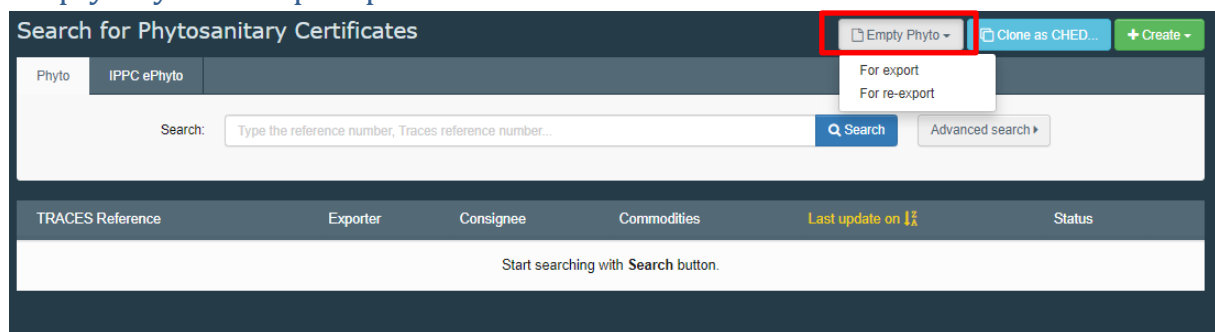 Search for Phytosanitary Certificates
Empty Phyto
Clone as CHED...
+ Create
For export
For re-export
Phyto
IPPC ePhyto
Search:
Type the reference number, Traces reference number...
Search
Advanced search
TRACES Reference
Exporter
Consignee
Commodities
Last update on
Status
Start searching with Search button.